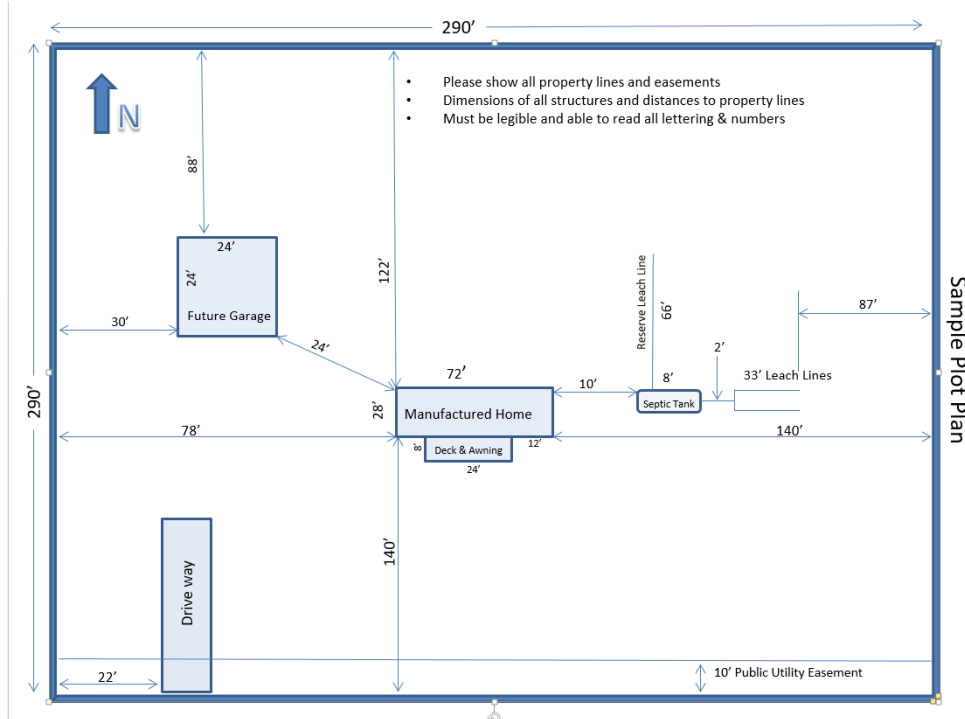 290’
• Please show all property lines and easements
• Dimensions of all structures and distances to property lines
• Must be legible and able to read all lettering & numbers
N
88’
122’
24’
24’
Future Garage
30’
24’
Reserve Leach Line
66’
87’
2’
72’
10’
8’
33’ Leach Lines
Septic Tank
28’
Manufactured Home
290’
Sample Plot Plan
78’
140’
8’
Deck & Awning
12’
24’
140’
Drive way
22’
10’ Public Utility Easement